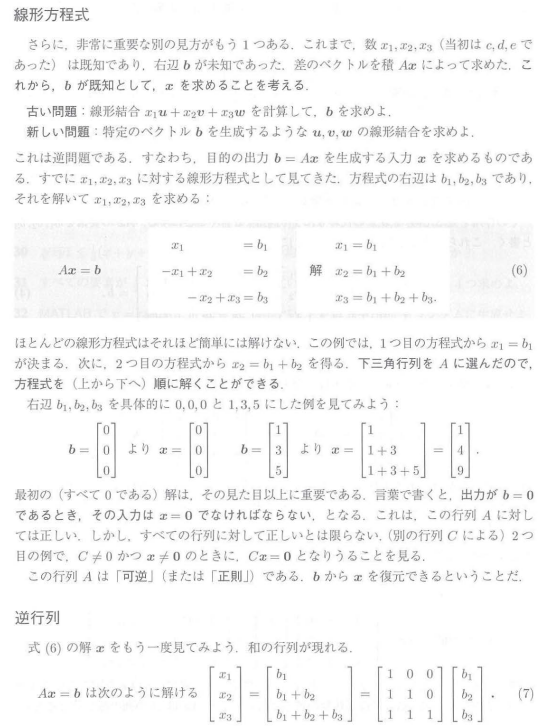 線形方程式
さらに，非常に重要な別の見方がもう 1 つある．これまで，数 x₁, x₂, x₃（当初は c, d, e で
あった）は既知であり，右辺 b が未知であった．差のベクトルを積 Ax によって求めた．こ
れから，b が既知として，x を求めることを考える．
古い問題：線形結合 x₁u + x₂v + x₃w を計算して，b を求めよ．
新しい問題：特定のベクトル b を生成するような u, v, w の線形結合を求めよ．
これは逆問題である．すなわち，目的の出力 b = Ax を生成する入力 x を求めるものであ
る．すでに x₁, x₂, x₃ に対する線形方程式として見てきた．方程式の右辺は b₁, b₂, b₃ であり，
それを解いて x₁, x₂, x₃ を求める：
x₁ = b₁ x₁ = b₁
Ax = b −x₁ + x₂ = b₂ 解 x₂ = b₁ + b₂ (6)
− x₂ + x₃ = b₃ x₃ = b₁ + b₂ + b₃.
ほとんどの線形方程式はそれほど簡単には解けない．この例では，1 つ目の方程式から x₁ = b₁
が決まる．次に，2 つ目の方程式から x₂ = b₁ + b₂ を得る．下三角行列を A に選んだので，
方程式を（上から下へ）順に解くことができる．
右辺 b₁, b₂, b₃ を具体的に 0, 0, 0 と 1, 3, 5 にした例を見てみよう：
b = [0 0 0] より x = [0 0 0] b = [1 3 5] より x = [1 1+3 1+3+5] = [1 4 9] .
最初の（すべて 0 である）解は，その見た目以上に重要である．言葉で書くと，出力が b = 0
であるとき，その入力は x = 0 でなければならない，となる．これは，この行列 A に対し
ては正しい．しかし，すべての行列に対して正しいとは限らない．（別の行列 C による）2 つ
目の例で，C ≠ 0 かつ x ≠ 0 のときに，Cx = 0 となりうることを見る．
この行列 A は「可逆」（または「正則」）である．b から x を復元できるということだ．
逆行列
式 (6) の解 x をもう一度見てみよう．和の行列が現れる．
Ax = b は次のように解ける [x₁ x₂ x₃] = [b₁ b₁ + b₂ b₁ + b₂ + b₃] = [1 0 0 1 1 0 1 1 1] [b₁ b₂ b₃] . (7)